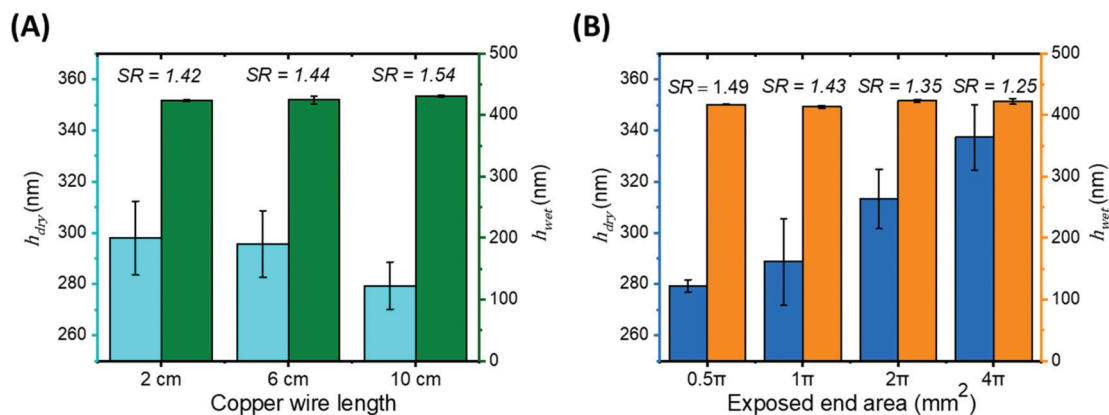 (A)
SR = 1.42 SR = 1.44 SR = 1.54
360
340
320
300
280
260
h_dry (nm)
500
400
300
200
100
0
h_wet (nm)
2 cm 6 cm 10 cm
Copper wire length
(B)
SR = 1.49 SR = 1.43 SR = 1.35 SR = 1.25
360
340
320
300
280
260
h_dry (nm)
500
400
300
200
100
0
h_wet (nm)
0.5π 1π 2π 4π
Exposed end area (mm²)